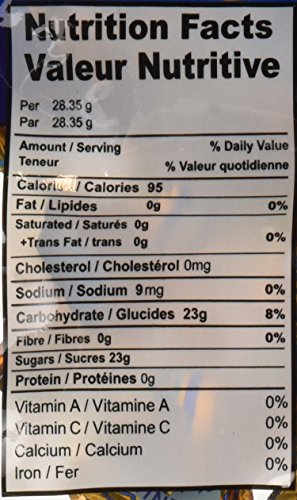 Nutrition Facts
Valeur Nutritive
Per 28.35 g
Par 28.35 g
Amount / Serving % Daily Value
Teneur % Valeur quotidienne
Calories / Calories 95
Fat / Lipides 0g 0%
Saturated / Saturés 0g
+Trans Fat / trans 0g 0%
Cholesterol / Cholestérol 0mg
Sodium / Sodium 9mg 0%
Carbohydrate / Glucides 23g 8%
Fibre / Fibres 0g 0%
Sugars / Sucres 23g
Protein / Protéines 0g
Vitamin A / Vitamine A 0%
Vitamin C / Vitamine C 0%
Calcium / Calcium 0%
Iron / Fer 0%